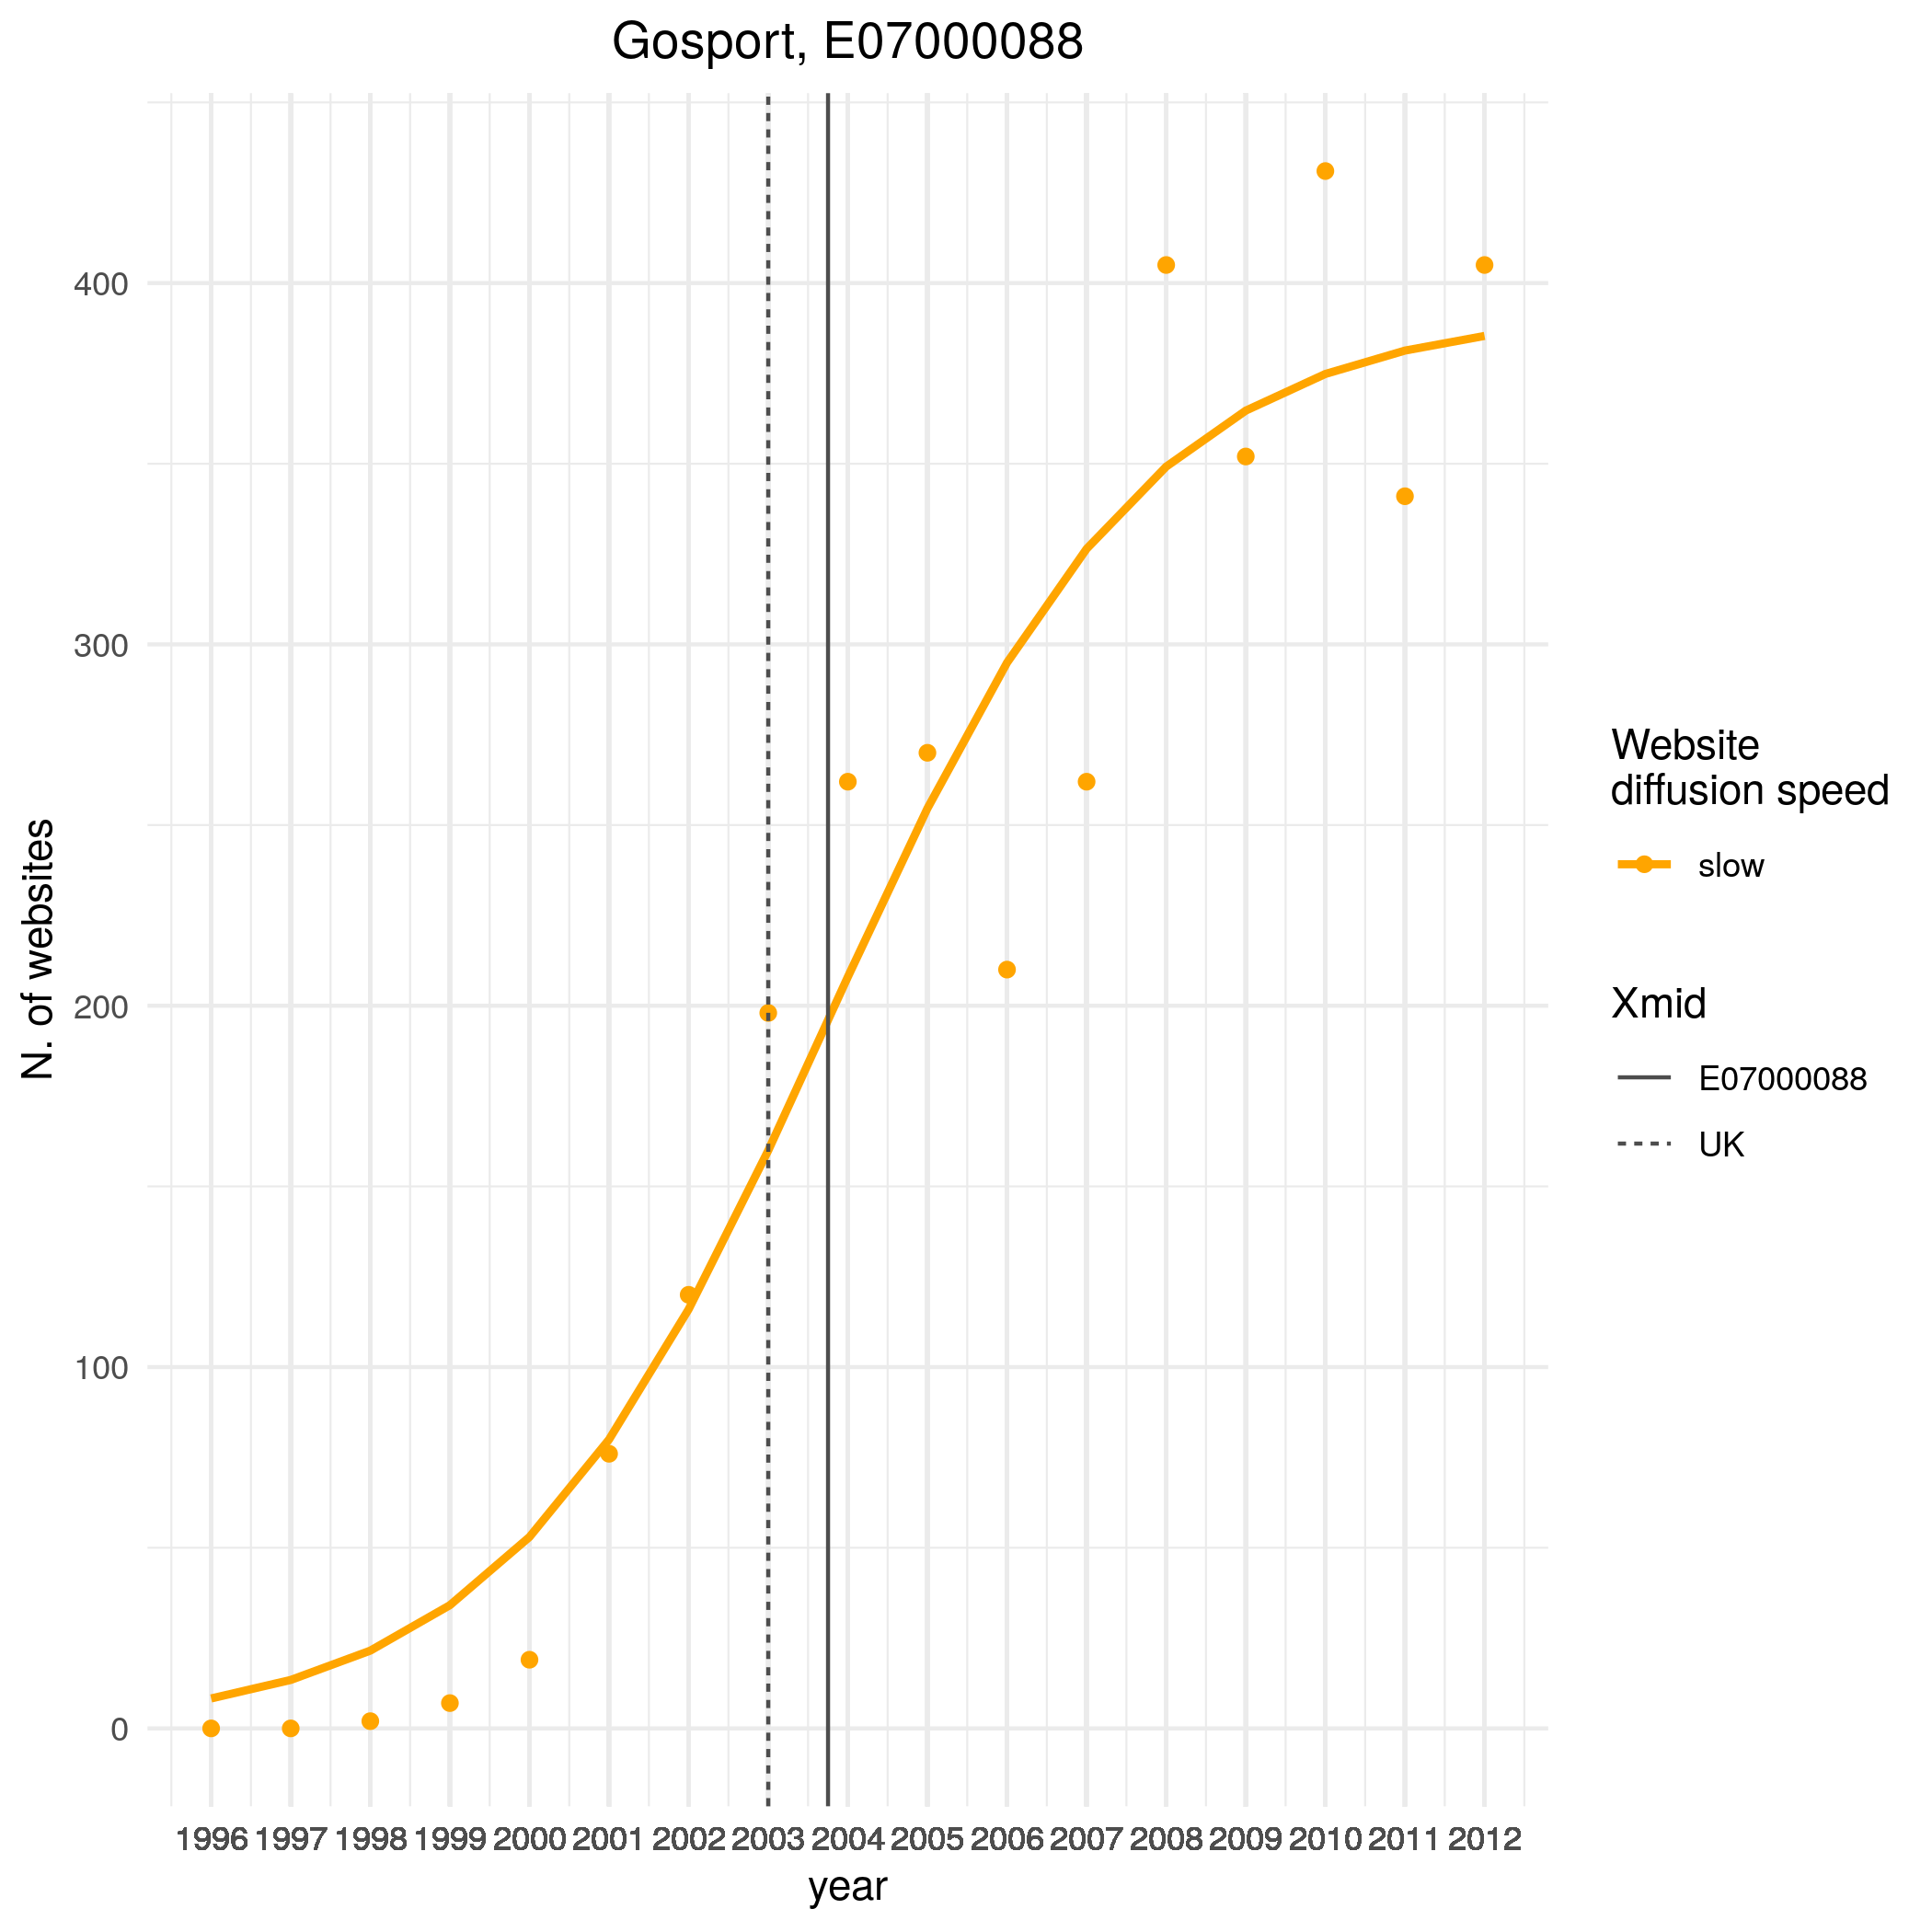 Gosport, E07000088
N. of websites
400
300
200
100
0
1996 1997 1998 1999 2000 2001 2002 2003 2004 2005 2006 2007 2008 2009 2010 2011 2012
year
Website
diffusion speed
slow
Xmid
E07000088
UK